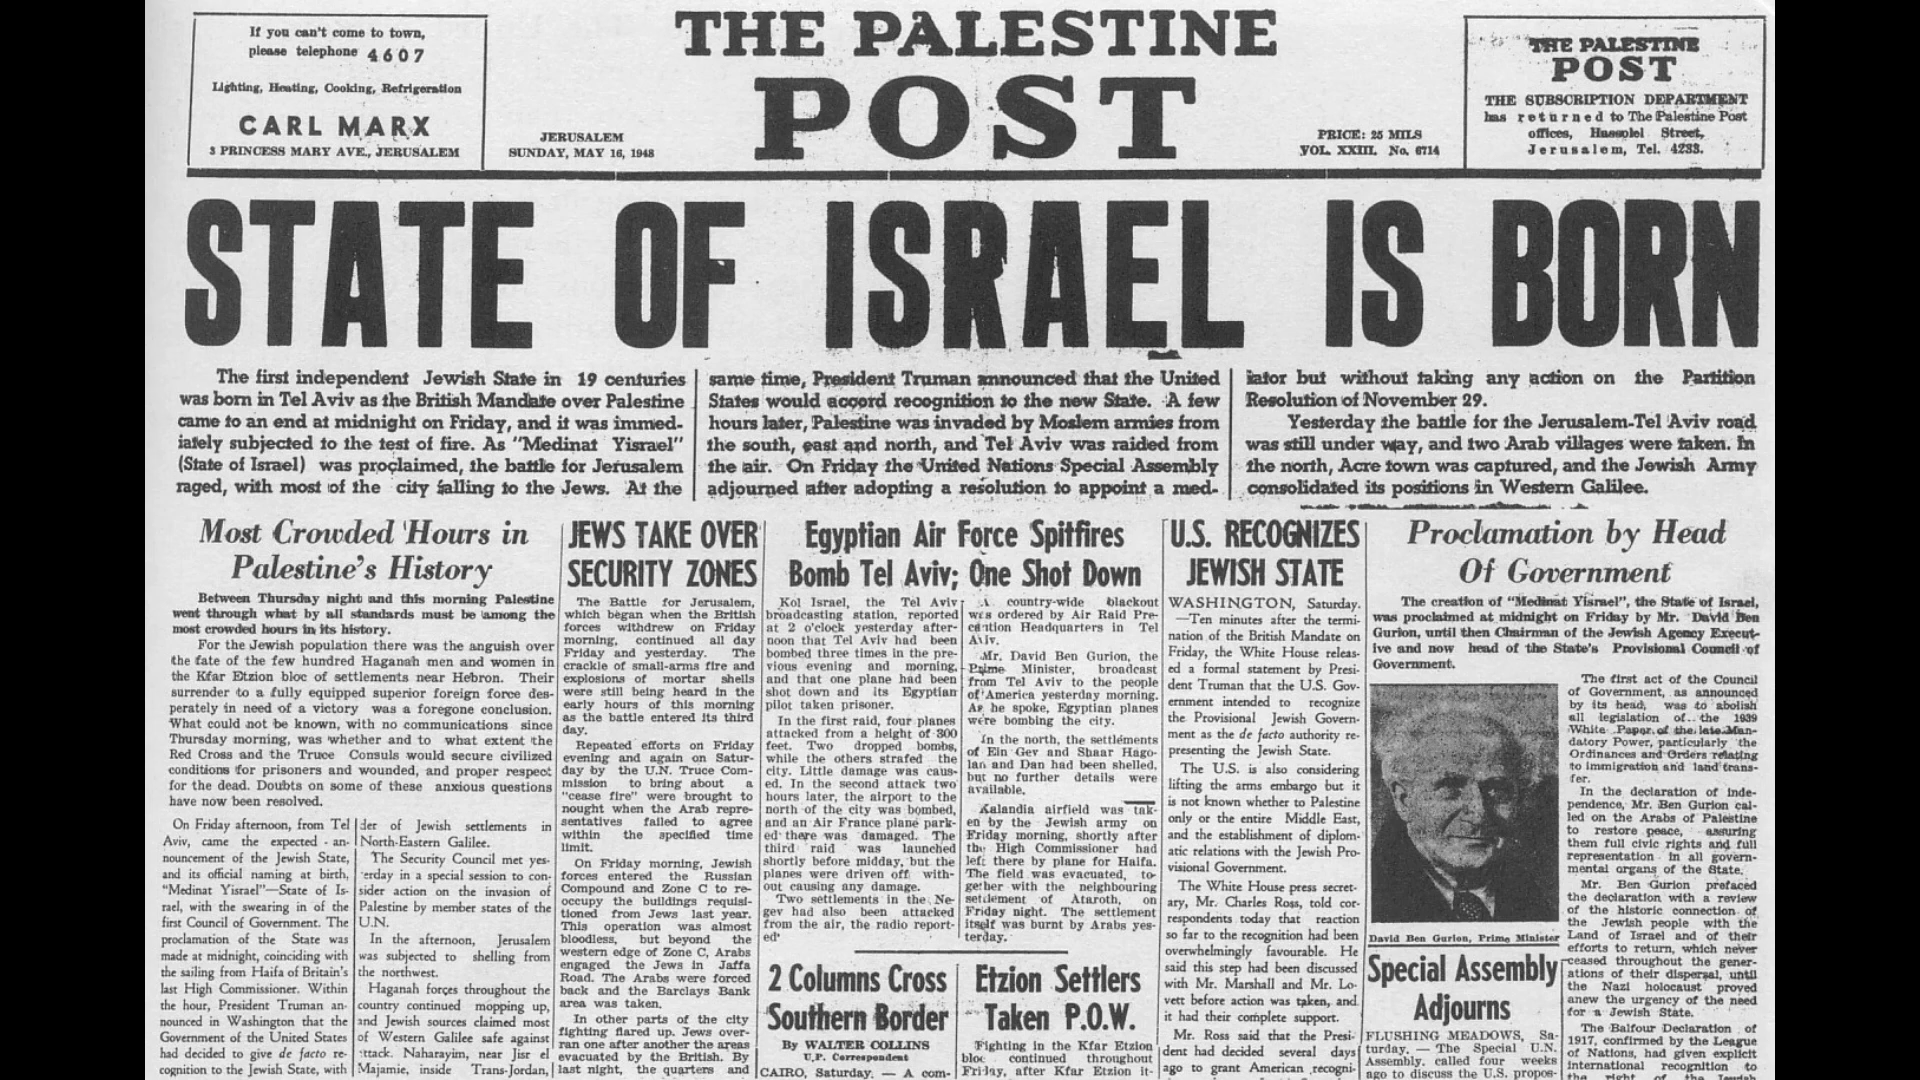 If you can't come to town,
please telephone 4607
Lighting, Heating, Cooking, Refrigeration
CARL MARX
3 PRINCESS MARY AVE., JERUSALEM
JERUSALEM
SUNDAY, MAY 16, 1948
THE PALESTINE
POST
PRICE: 25 MILS
VOL. XXIII. No. 6714
THE PALESTINE
POST
THE SUBSCRIPTION DEPARTMENT
has returned to The Palestine Post
offices, Hassolel Street,
Jerusalem, Tel. 4233.
STATE OF ISRAEL IS BORN
The first independent Jewish State in 19 centuries
was born in Tel Aviv as the British Mandate over Palestine
came to an end at midnight on Friday, and it was immed-
iately subjected to the test of fire. As "Medinat Yisrael"
(State of Israel) was proclaimed, the battle for Jerusalem
raged, with most of the city falling to the Jews. At the
same time, President Truman announced that the United
States would accord recognition to the new State. A few
hours later, Palestine was invaded by Moslem armies from
the south, east and north, and Tel Aviv was raided from
the air. On Friday the United Nations Special Assembly
adjourned after adopting a resolution to appoint a med-
iator but without taking any action on the Partition
Resolution of November 29.
Yesterday the battle for the Jerusalem-Tel Aviv road
was still under way, and two Arab villages were taken. In
the north, Acre town was captured, and the Jewish Army
consolidated its positions in Western Galilee.
Most Crowded Hours in
Palestine's History
Between Thursday night and this morning Palestine
went through what by all standards must be among the
most crowded hours in its history.
For the Jewish population there was the anguish over
the fate of the few hundred Haganah men and women in
the Kfar Etzion bloc of settlements near Hebron. Their
surrender to a fully equipped superior foreign force des-
perately in need of a victory was a foregone conclusion.
What could not be known, with no communications since
Thursday morning, was whether and to what extent the
Red Cross and the Truce Consuls would secure civilized
conditions for prisoners and wounded, and proper respect
for the dead. Doubts on some of these anxious questions
have now been resolved.
On Friday afternoon, from Tel
Aviv, came the expected an-
nouncement of the Jewish State,
and its official naming at birth,
"Medinat Yisrael"—State of Is-
rael, with the swearing in of the
first Council of Government. The
proclamation of the State was
made at midnight, coinciding with
the sailing from Haifa of Britain's
last High Commissioner. Within
the hour, President Truman an-
nounced in Washington that the
Government of the United States
had decided to give de facto re-
cognition to the Jewish State, with
der of Jewish settlements in
North-Eastern Galilee.
The Security Council met yes-
terday in a special session to con-
sider action on the invasion of
Palestine by member states of the
U.N.
In the afternoon, Jerusalem
was subjected to shelling from
the northwest.
Haganah forces throughout the
country continued mopping up,
and Jewish sources claimed most
of Western Galilee safe against
attack. Naharayim, near Jisr el
Majamie, inside Trans-Jordan,
JEWS TAKE OVER
SECURITY ZONES
The Battle for Jerusalem,
which began when the British
forces withdrew on Friday
morning, continued all day
Friday and yesterday. The
crackle of small-arms fire and
explosions of mortar shells
were still being heard in the
early hours of this morning
as the battle entered its third
day.
Repeated efforts on Friday
evening and again on Satur-
day by the U.N. Truce Com-
mission to bring about a
"cease fire" were brought to
nought when the Arab repre-
sentatives failed to agree
within the specified time
limit.
On Friday morning, Jewish
forces entered the Russian
Compound and Zone C to re-
occupy the buildings requisi-
tioned from Jews last year.
This operation was almost
bloodless, but beyond the
western edge of Zone C, Arabs
engaged the Jews in Jaffa
Road. The Arabs were forced
back and the Barclays Bank
area was taken.
In other parts of the city
fighting flared up. Jews over-
ran one after another the areas
evacuated by the British. By
last night, the quarters and
Egyptian Air Force Spitfires
Bomb Tel Aviv; One Shot Down
Kol Israel, the Tel Aviv
broadcasting station, reported
at 2 o'clock yesterday after-
noon that Tel Aviv had been
bombed three times in the pre-
vious evening and morning,
and that one plane had been
shot down and its Egyptian
pilot taken prisoner.
In the first raid, four planes
attacked from a height of 300
feet. Two dropped bombs,
while the others strafed the
city. Little damage was caus-
ed. In the second attack two
hours later, the airport to the
north of the city was bombed,
and an Air France plane park-
ed there was damaged. The
third raid was launched
shortly before midday, but the
planes were driven off with-
out causing any damage.
Two settlements in the Ne-
gev had also been attacked
from the air, the radio report-
ed
A country-wide blackout
was ordered by Air Raid Pre-
caution Headquarters in Tel
Aviv.
Mr. David Ben Gurion, the
Prime Minister, broadcast
from Tel Aviv to the people
of America yesterday morning.
As he spoke, Egyptian planes
were bombing the city.
In the north, the settlements
of Ein Gev and Shaar Hago-
lan and Dan had been shelled,
but no further details were
available.
Kalandia airfield was tak-
en by the Jewish army on
Friday morning, shortly after
the High Commissioner had
left there by plane for Haifa.
The field was evacuated, to-
gether with the neighbouring
settlement of Ataroth, on
Friday night. The settlement
itself was burnt by Arabs yes-
terday.
2 Columns Cross
Southern Border
By WALTER COLLINS
U.P. Correspondent
CAIRO, Saturday. — A com-
Etzion Settlers
Taken P.O.W.
Fighting in the Kfar Etzion
bloc continued throughout
Friday, after Kfar Etzion it-
U.S. RECOGNIZES
JEWISH STATE
WASHINGTON, Saturday.
—Ten minutes after the termi-
nation of the British Mandate on
Friday, the White House releas-
ed a formal statement by Presi-
dent Truman that the U.S. Gov-
ernment intended to recognize
the Provisional Jewish Govern-
ment as the de facto authority re-
presenting the Jewish State.
The U.S. is also considering
lifting the arms embargo but it
is not known whether to Palestine
only or the entire Middle East,
and the establishment of diplom-
atic relations with the Jewish Pro-
visional Government.
The White House press secret-
ary, Mr. Charles Ross, told cor-
respondents today that reaction
so far to the recognition had been
overwhelmingly favourable. He
said this step had been discussed
with Mr. Marshall and Mr. Lo-
vett before action was taken, and
it had their complete support.
Mr. Ross said that the Presi-
dent had decided several days
ago to grant American recogni-
Proclamation by Head
Of Government
The creation of "Medinat Yisrael", the State of Israel,
was proclaimed at midnight on Friday by Mr. David Ben
Gurion, until then Chairman of the Jewish Agency Execut-
ive and now head of the State's Provisional Council of
Government.
David Ben Gurion, Prime Minister
The first act of the Council
of Government, as announced
by its head, was to abolish
all legislation of the 1939
White Paper of the late Man-
datory Power, particularly the
Ordinances and Orders relating
to immigration and land trans-
fer.
In the declaration of inde-
pendence, Mr. Ben Gurion cal-
led on the Arabs of Palestine
to restore peace, assuring
them full civic rights and full
representation in all govern-
mental organs of the State.
Mr. Ben Gurion prefaced
the declaration with a review
of the historic connection of
the Jewish people with the
Land of Israel and of their
efforts to return, which never
ceased throughout the gener-
ations of their dispersal, until
the Nazi holocaust proved
anew the urgency of the need
for a Jewish State.
The Balfour Declaration of
1917, confirmed by the League
of Nations, had given explicit
international recognition to
the right of the Jewish
Special Assembly
Adjourns
FLUSHING MEADOWS, Sa-
turday. — The Special U.N.
Assembly, called four weeks
ago to discuss the U.S. propos-